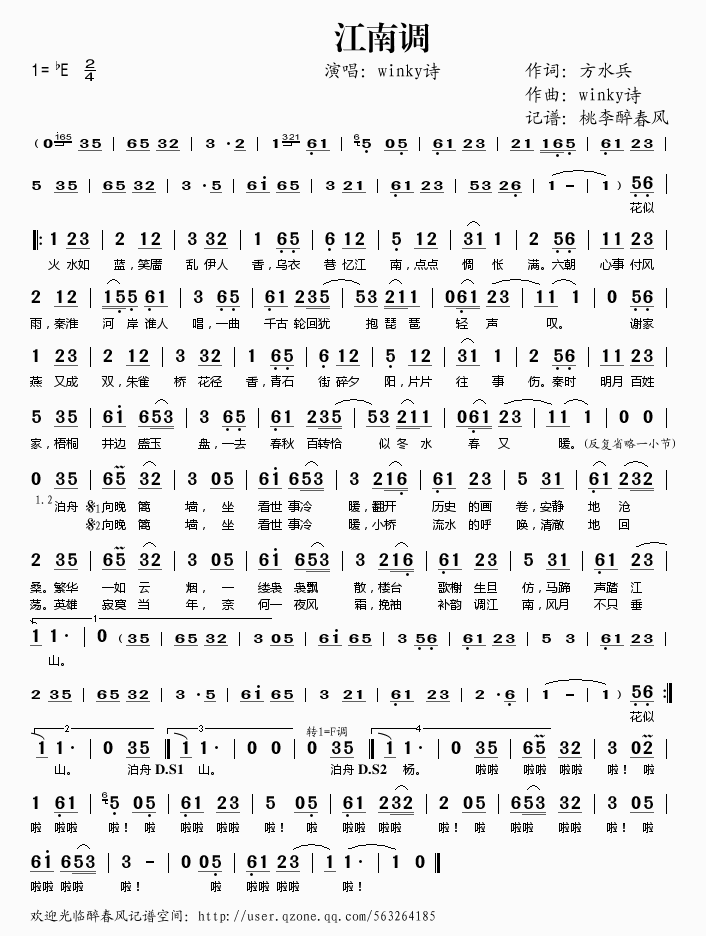 江南调
1=♭E 2/4 演唱：winky诗 作词：方水兵
作曲：winky诗
记谱：桃李醉春风
（0 i65 35 | 65 32 | 3·2 | 1 321 61 | 6 5 05 | 61 23 | 21 165 | 61 23 |
5 35 | 65 32 | 3·5 | 6i 65 | 3 21 | 61 23 | 53 26 | 1 - | 1 ） 56
花似
‖: 1 23 | 2 12 | 3 32 | 1 65 | 6 12 | 5 12 | 31 1 | 2 56 | 11 23 |
火 水如 蓝，笑靥 乱 伊人 香，乌衣 巷 忆江 南，点点 惆 怅 满。六朝 心事 付风
2 12 | 155 61 | 3 65 | 61 235 | 53 211 | 061 23 | 11 1 | 0 56 |
雨，秦淮 河 岸 谁人 唱，一曲 千古 轮回犹 抱 琵 琶 轻 声 叹。 谢家
1 23 | 2 12 | 3 32 | 1 65 | 6 12 | 5 12 | 31 1 | 2 56 | 11 23 |
燕 又成 双，朱雀 桥 花径 香，青石 街 碎夕 阳，片片 往 事 伤。秦时 明月 百姓
5 35 | 6i 653 | 3 65 | 61 235 | 53 211 | 061 23 | 11 1 | 0 0 |
家，梧桐 井边 盛玉 盘，一去 春秋 百转恰 似 冬 水 春 又 暖。(反复省略一小节)
0 35 | 65 32 | 3 05 | 6i 653 | 3 216 | 61 23 | 5 31 | 61 232 |
1.2 泊舟 𝄋1向晚 篱 墙，坐 看世 事冷 暖，翻开 历史 的画 卷，安静 地 沧
𝄋2向晚 篱 墙，坐 看世 事冷 暖，小桥 流水 的呼 唤，清澈 地 回
2 35 | 65 32 | 3 05 | 6i 653 | 3 216 | 61 23 | 5 31 | 61 23 |
桑。繁华 一如 云 烟，一 缕袅 袅飘 散，楼台 歌榭 生旦 仿，马蹄 声踏 江
荡。英雄 寂寞 当 年，奈 何一 夜风 霜，挽袖 补韵 调江 南，风月 不只 垂
1
1 1· | 0 （35 | 65 32 | 3 05 | 6i 65 | 3 56 | 61 23 | 5 3 | 61 23 |
山。
2 35 | 65 32 | 3·5 | 6i 65 | 3 21 | 61 23 | 2·6 | 1 - | 1 ） 56 :‖
花似
2 3 转1=F调 4
1 1· | 0 35 ‖ 1 1· | 0 0 | 0 35 ‖ 1 1· | 0 35 | 65 32 | 3 02 |
山。 泊舟 D.S1 山。 泊舟 D.S2 杨。 啦啦 啦啦 啦啦 啦！ 啦
1 61 | 6 5 05 | 61 23 | 5 05 | 61 232 | 2 05 | 653 32 | 3 05 |
啦 啦啦 啦！ 啦 啦啦 啦啦 啦！ 啦 啦啦 啦啦 啦！ 啦 啦啦 啦啦 啦！ 啦
6i 653 | 3 - | 0 05 | 61 23 | 1 1· | 1 0 ‖
啦啦 啦啦 啦！ 啦 啦啦 啦啦 啦！
欢迎光临醉春风记谱空间：http://user.qzone.qq.com/563264185